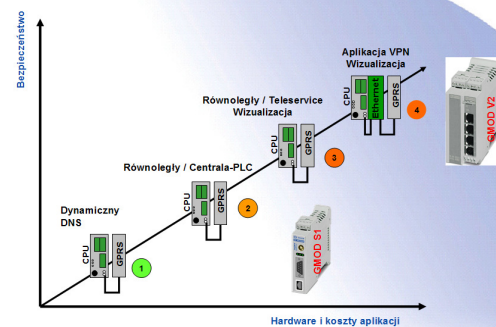 Bezpieczeństwo
Aplikacja VPN
Wizualizacja
CPU
Ethernet
GPRS
4
GMOD V2
Równoległy / Teleservice
Wizualizacja
CPU
GPRS
3
Równoległy / Centrala-PLC
CPU
GPRS
2
Dynamiczny
DNS
CPU
GPRS
1
GMOD S1
Hardware i koszty aplikacji